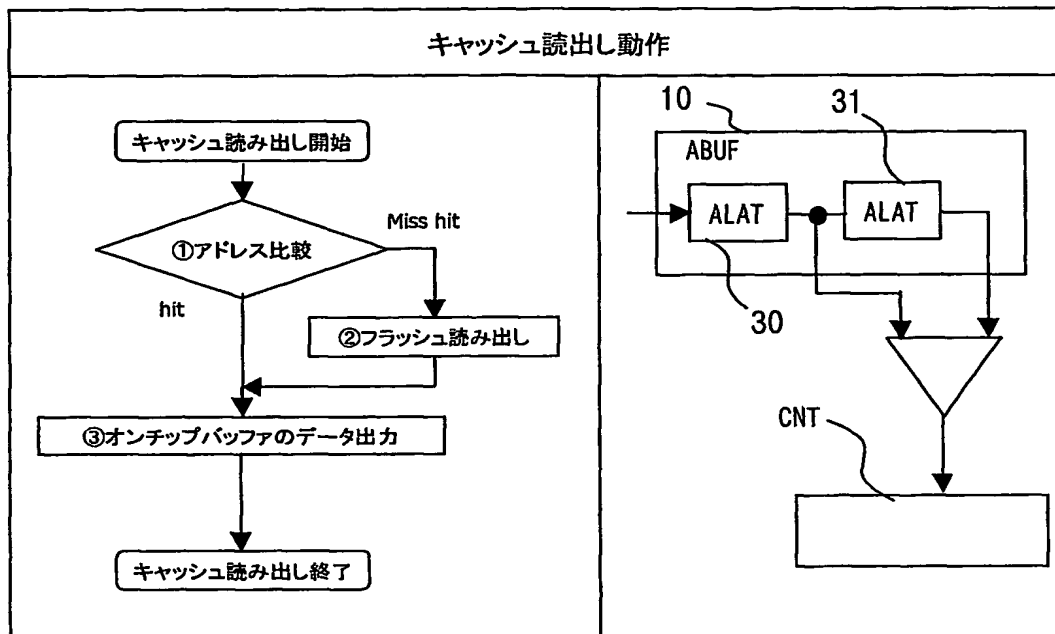 キャッシュ読出し動作
キャッシュ読み出し開始
①アドレス比較
Miss hit
hit
②フラッシュ読み出し
③オンチップバッファのデータ出力
キャッシュ読み出し終了
10
31
ABUF
ALAT
ALAT
30
CNT